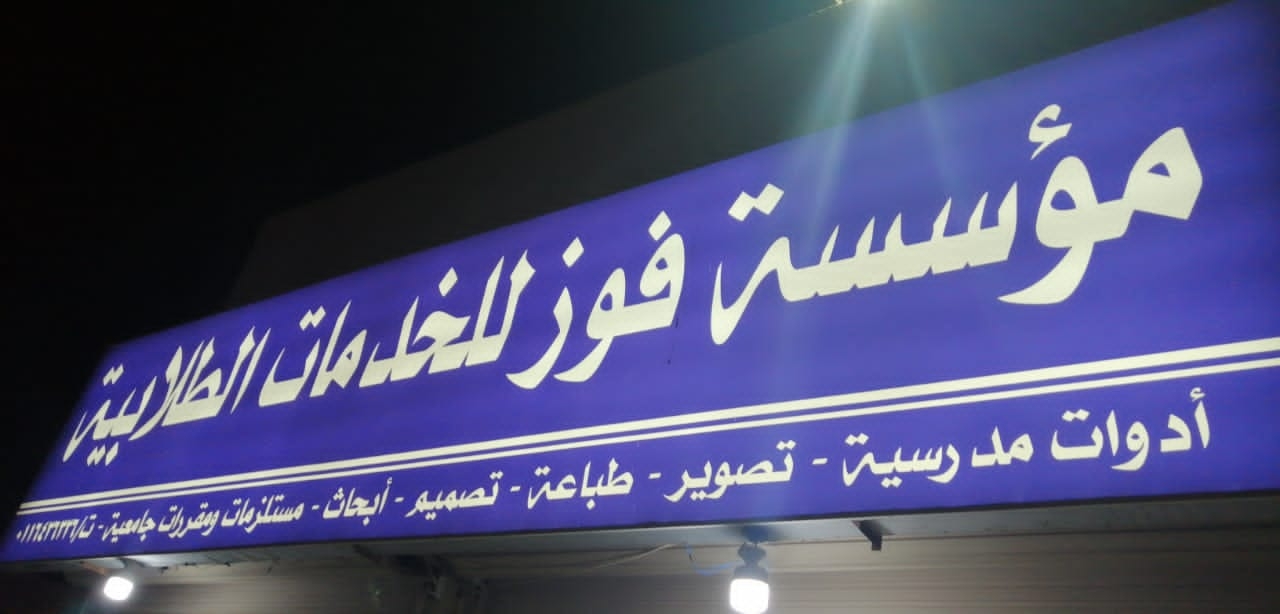 مؤسسة فوز للخدمات الطلابية
أدوات مدرسية - تصوير - طباعة - تصميم - أبحاث - مستلزمات ومقررات جامعية - ت/